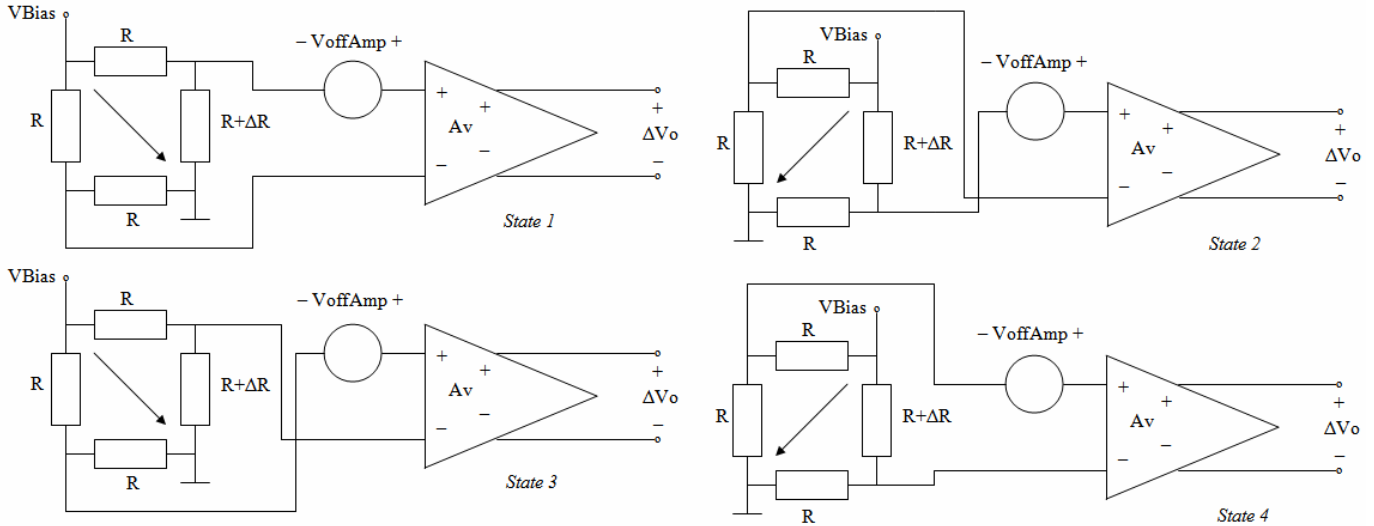 VBias
R
– VoffAmp +
R
R+ΔR
+
+
Av
–
–
+
ΔVo
–
R
State 1
VBias
R
– VoffAmp +
R
R+ΔR
+
+
Av
–
–
+
ΔVo
–
R
State 2
VBias
R
– VoffAmp +
R
R+ΔR
+
+
Av
–
–
+
ΔVo
–
R
State 3
VBias
R
– VoffAmp +
R
R+ΔR
+
+
Av
–
–
+
ΔVo
–
R
State 4